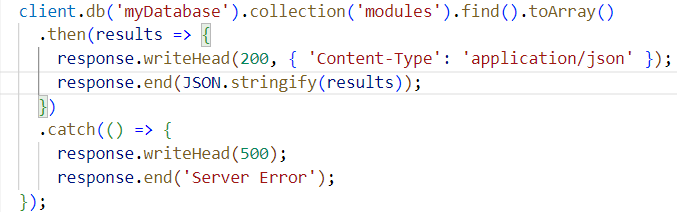 client.db('myDatabase').collection('modules').find().toArray()
  .then(results => {
    response.writeHead(200, { 'Content-Type': 'application/json' });
    response.end(JSON.stringify(results));
  })
  .catch(() => {
    response.writeHead(500);
    response.end('Server Error');
});